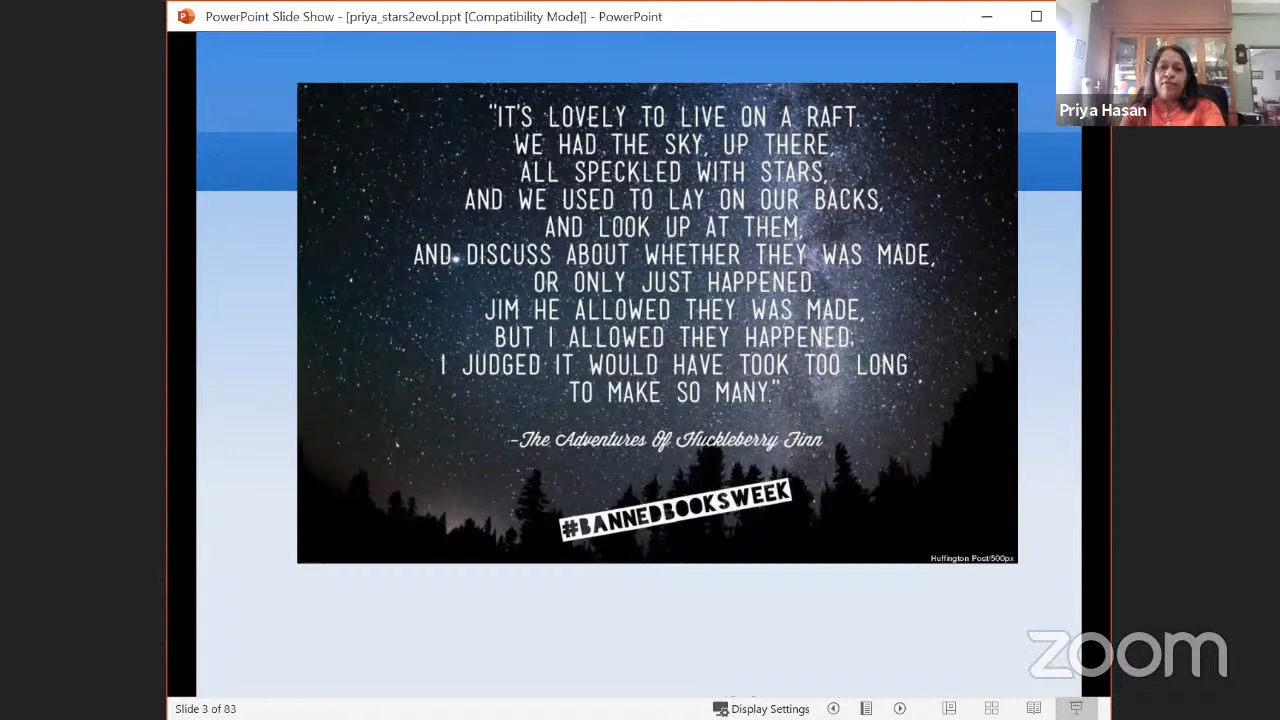 PowerPoint Slide Show - [priya_stars2evol.ppt [Compatibility Mode]] - PowerPoint
Priya Hasan
"IT'S LOVELY TO LIVE ON A RAFT.
WE HAD THE SKY, UP THERE,
ALL SPECKLED WITH STARS,
AND WE USED TO LAY ON OUR BACKS,
AND LOOK UP AT THEM,
AND DISCUSS ABOUT WHETHER THEY WAS MADE,
OR ONLY JUST HAPPENED.
JIM HE ALLOWED THEY WAS MADE,
BUT I ALLOWED THEY HAPPENED;
I JUDGED IT WOULD HAVE TOOK TOO LONG
TO MAKE SO MANY."
-The Adventures Of Huckleberry Finn
#BANNEDBOOKSWEEK
Huffington Post/500px
zoom
Slide 3 of 83
Display Settings